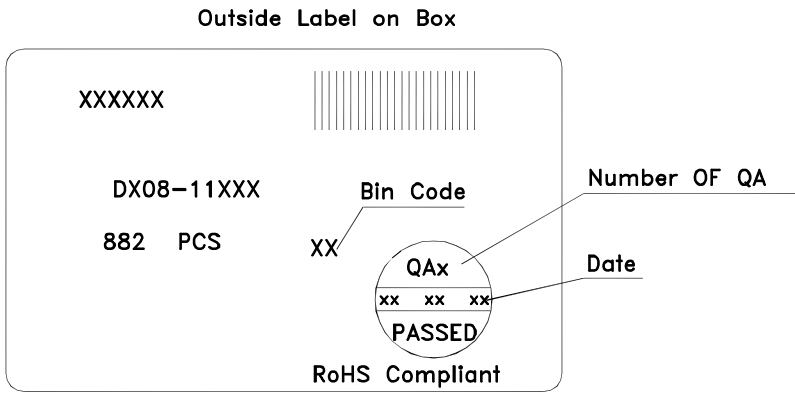 Outside Label on Box
XXXXXX
DX08-11XXX
Bin Code
Number OF QA
882 PCS
XX
QAx
Date
xx xx xx
PASSED
RoHS Compliant